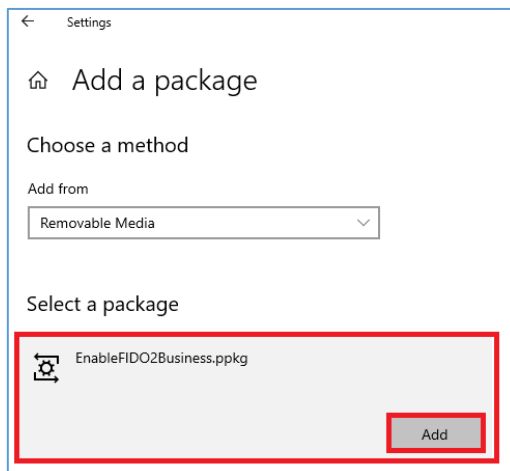 Settings
Add a package
Choose a method
Add from
Removable Media
Select a package
EnableFIDO2Business.ppkg
Add